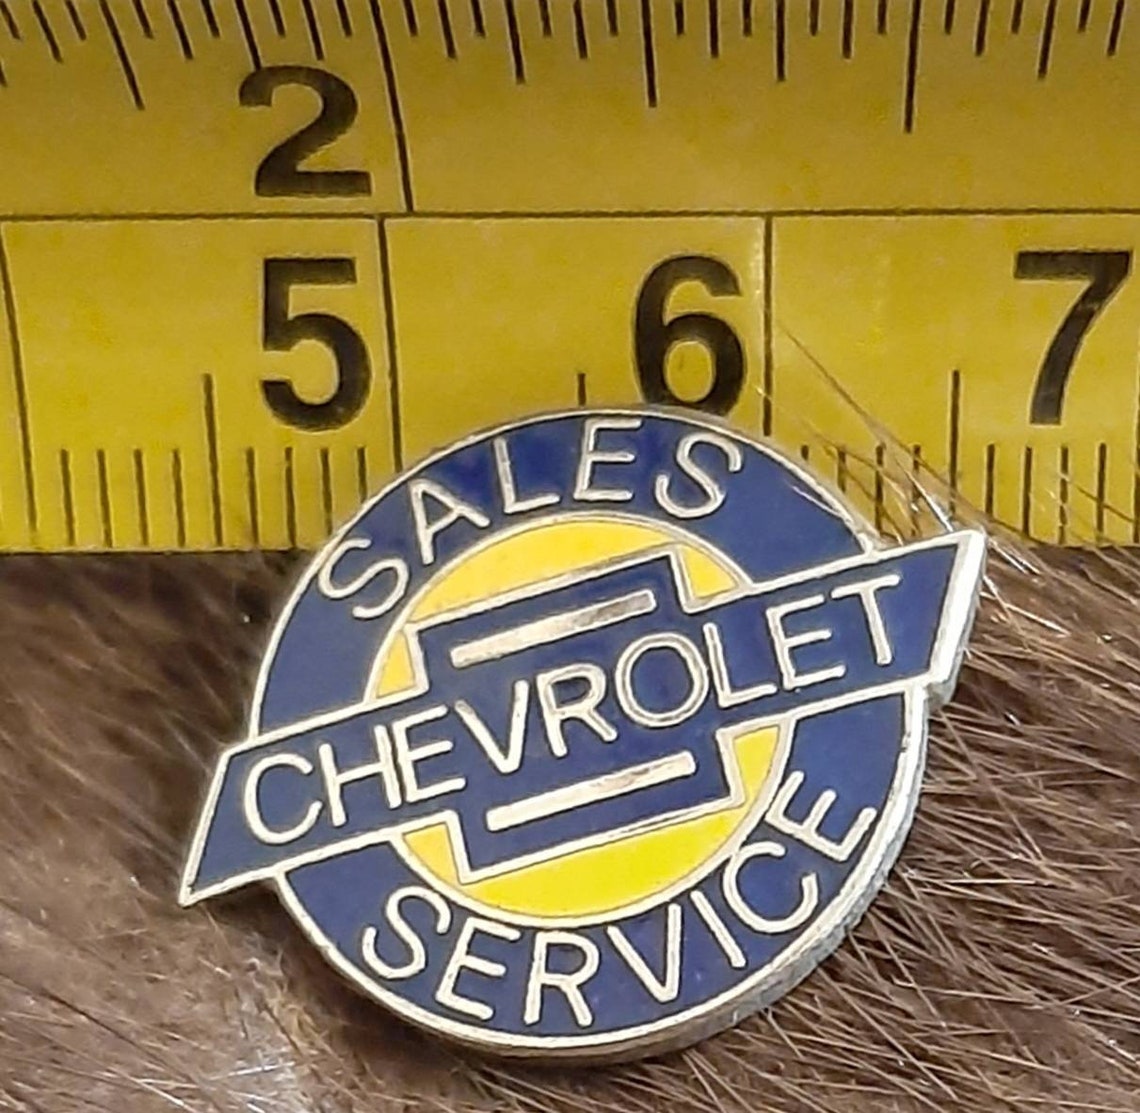 2
5 6 7
SALES
CHEVROLET
SERVICE